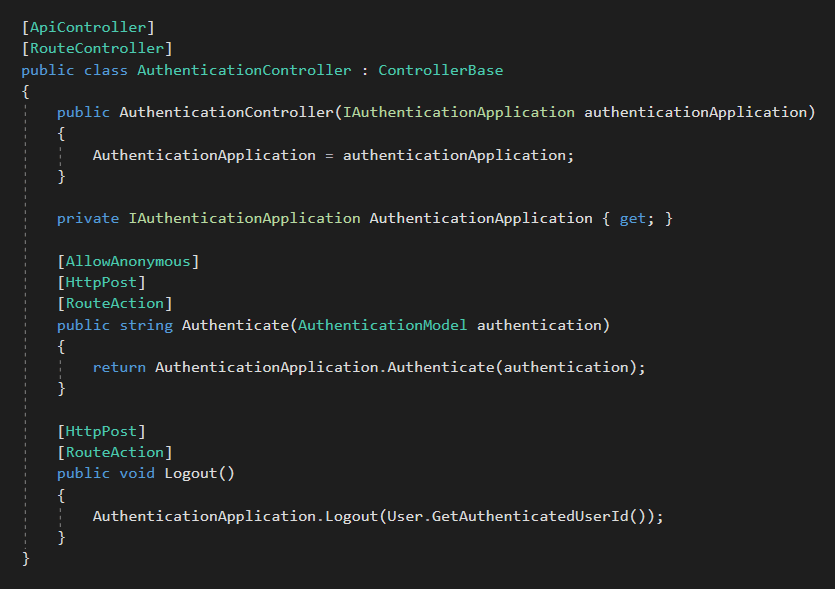 [ApiController]
[RouteController]
public class AuthenticationController : ControllerBase
{
public AuthenticationController(IAuthenticationApplication authenticationApplication)
{
AuthenticationApplication = authenticationApplication;
}
private IAuthenticationApplication AuthenticationApplication { get; }
[AllowAnonymous]
[HttpPost]
[RouteAction]
public string Authenticate(AuthenticationModel authentication)
{
return AuthenticationApplication.Authenticate(authentication);
}
[HttpPost]
[RouteAction]
public void Logout()
{
AuthenticationApplication.Logout(User.GetAuthenticatedUserId());
}
}